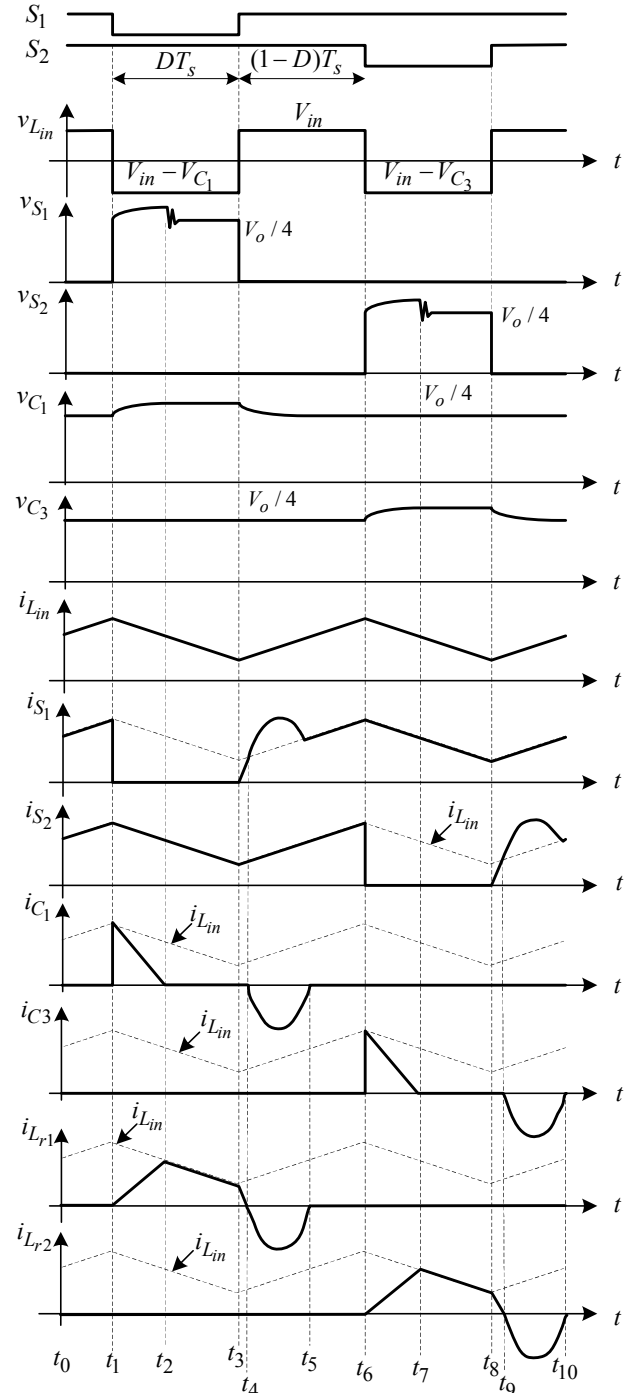 S1
S2
DTs
(1−D)Ts
vLin
Vin
Vin − VC1
Vin − VC3
t
vS1
Vo / 4
t
vS2
Vo / 4
t
vC1
Vo / 4
t
vC3
Vo / 4
t
iLin
t
iS1
t
iS2
iLin
t
iC1
iLin
t
iC3
iLin
t
iLr1
iLin
t
iLr2
iLin
t
t0 t1 t2 t3 t4 t5 t6 t7 t8 t9 t10